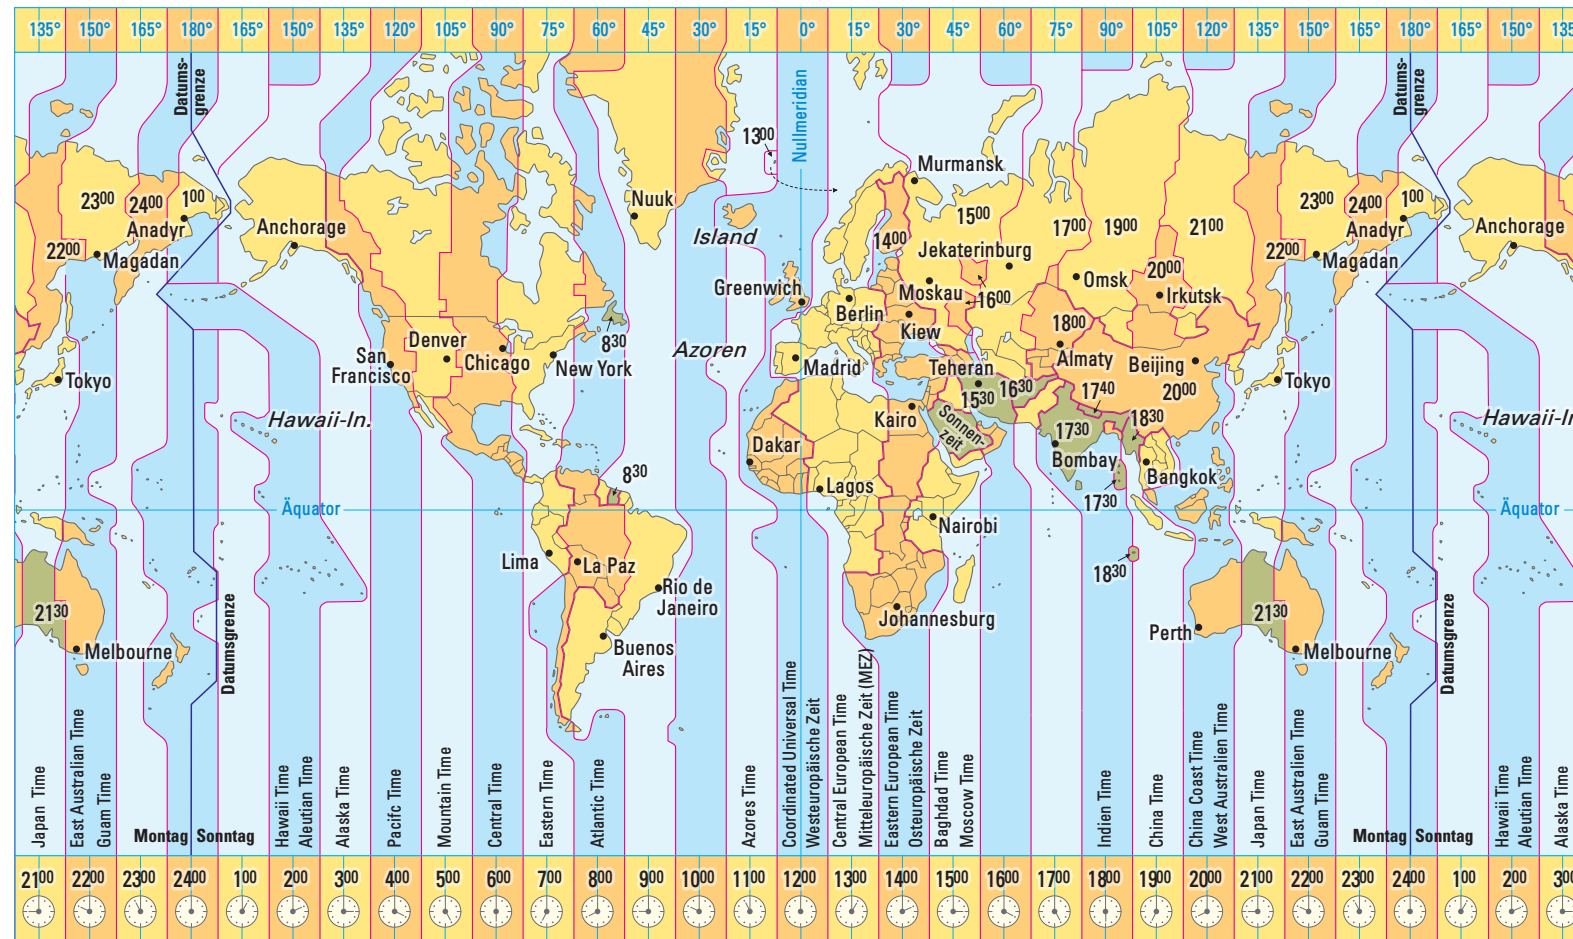 135° 150° 165° 180° 165° 150° 135° 120° 105° 90° 75° 60° 45° 30° 15° 0° 15° 30° 45° 60° 75° 90° 105° 120° 135° 150° 165° 180° 165° 150° 135
Datums-
grenze
Nullmeridian
Datums-
grenze
1300
Murmansk
2300
2400
100
Anadyr
2200
Magadan
Anchorage
Nuuk
Island
1500
1400
Jekaterinburg
1700
1900
2100
2000
Omsk
Irkutsk
2300
2400
100
Anadyr
2200
Magadan
Anchorage
Greenwich
Berlin
Moskau
1600
Kiew
1800
Almaty
Beijing
2000
Denver
Chicago
San
Francisco
New York
830
Azoren
Madrid
Teheran
1530
1630
1740
Tokyo
Tokyo
Hawaii-In.
Hawaii-In
Kairo
Sonnen-
zeit
1730
1830
Bombay
Bangkok
Dakar
Lagos
830
1730
Äquator
Äquator
Nairobi
Lima
La Paz
1830
Rio de
Janeiro
2130
2130
Johannesburg
Perth
Melbourne
Melbourne
Buenos
Aires
Datumsgrenze
Datumsgrenze
Japan Time
East Australian Time
Guam Time
Montag Sonntag
Hawaii Time
Aleutian Time
Alaska Time
Pacific Time
Mountain Time
Central Time
Eastern Time
Atlantic Time
Azores Time
Coordinated Universal Time
Westeuropäische Zeit
Central European Time
Mitteleuropäische Zeit (MEZ)
Eastern European Time
Osteuropäische Zeit
Baghdad Time
Moscow Time
Indien Time
China Time
China Coast Time
West Australien Time
Japan Time
East Australien Time
Guam Time
Montag Sonntag
Hawaii Time
Aleutian Time
Alaska Time
2100 2200 2300 2400 100 200 300 400 500 600 700 800 900 1000 1100 1200 1300 1400 1500 1600 1700 1800 1900 2000 2100 2200 2300 2400 100 200 300